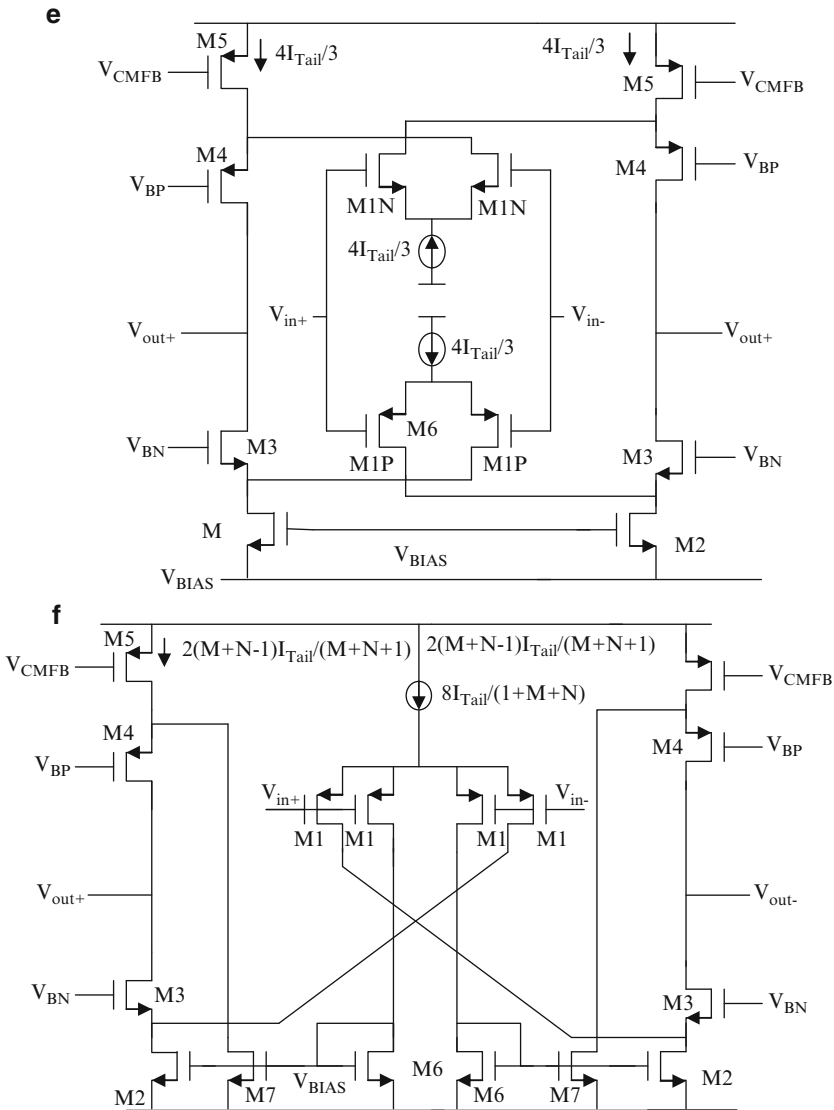 e
M5
4I_Tail/3
4I_Tail/3
V_CMFB
M5
V_CMFB
M4
M4
V_BP
V_BP
M1N
M1N
4I_Tail/3
V_in+
V_in-
V_out+
V_out+
4I_Tail/3
V_BN
M3
M6
M3
V_BN
M1P
M1P
M
M2
V_BIAS
V_BIAS
f
M5
2(M+N-1)I_Tail/(M+N+1)
2(M+N-1)I_Tail/(M+N+1)
V_CMFB
V_CMFB
8I_Tail/(1+M+N)
M4
M4
V_BP
V_BP
V_in+
V_in-
M1
M1
M1
M1
V_out+
V_out-
V_BN
M3
M3
V_BN
M2
M7
V_BIAS
M6
M6
M7
M2